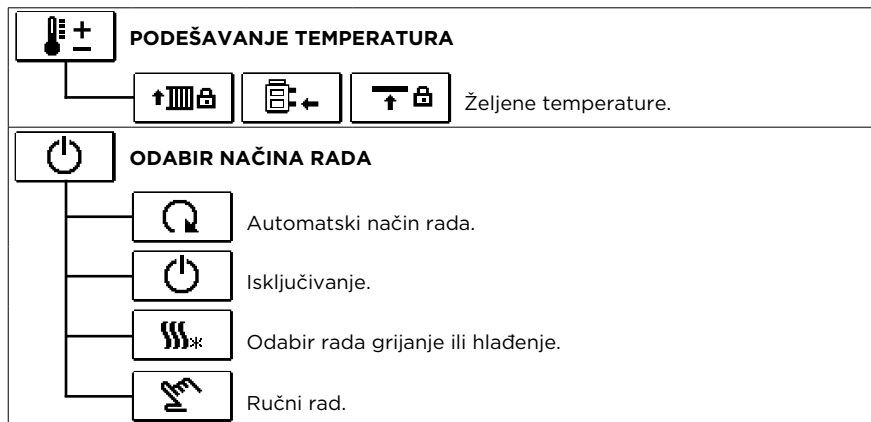 PODEŠAVANJE TEMPERATURA
Željene temperature.
ODABIR NAČINA RADA
Automatski način rada.
Isključivanje.
Odabir rada grijanje ili hlađenje.
Ručni rad.